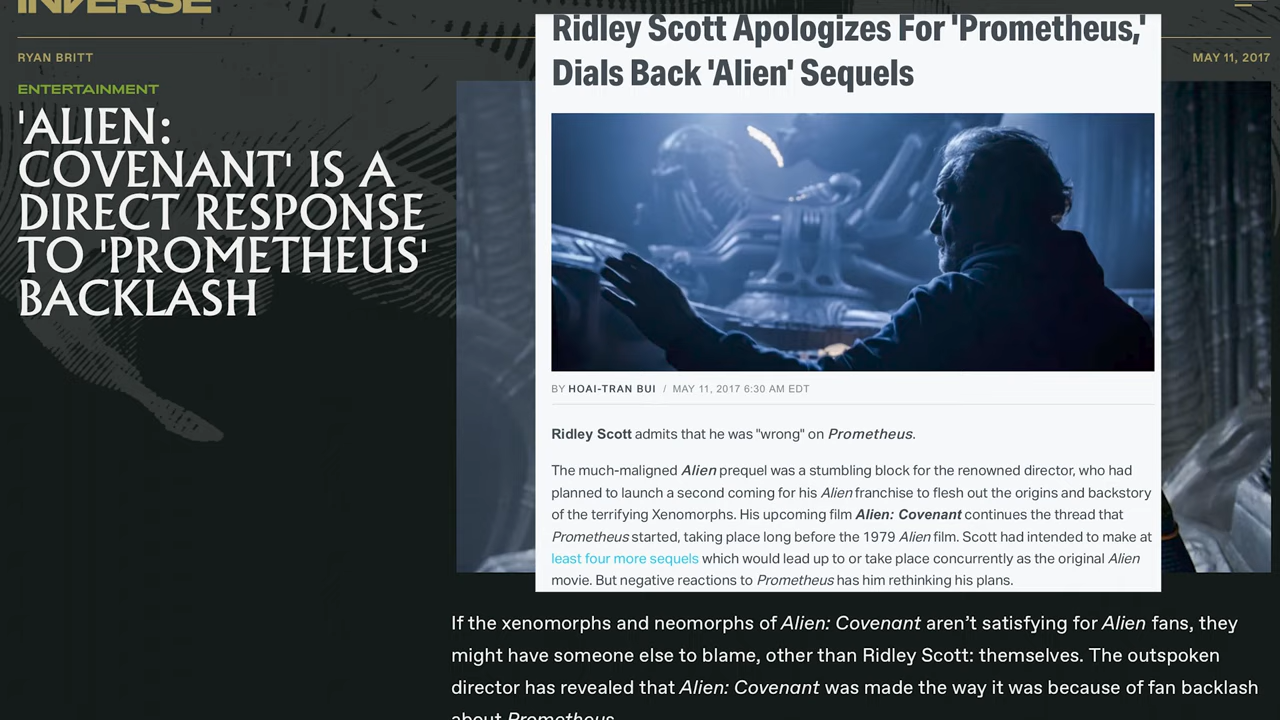 INVERSE
RYAN BRITT
MAY 11, 2017
ENTERTAINMENT
'ALIEN:
COVENANT' IS A
DIRECT RESPONSE
TO 'PROMETHEUS'
BACKLASH
Ridley Scott Apologizes For 'Prometheus,'
Dials Back 'Alien' Sequels
BY HOAI-TRAN BUI / MAY 11, 2017 6:30 AM EDT
Ridley Scott admits that he was "wrong" on Prometheus.
The much-maligned Alien prequel was a stumbling block for the renowned director, who had
planned to launch a second coming for his Alien franchise to flesh out the origins and backstory
of the terrifying Xenomorphs. His upcoming film Alien: Covenant continues the thread that
Prometheus started, taking place long before the 1979 Alien film. Scott had intended to make at
least four more sequels which would lead up to or take place concurrently as the original Alien
movie. But negative reactions to Prometheus has him rethinking his plans.
If the xenomorphs and neomorphs of Alien: Covenant aren't satisfying for Alien fans, they
might have someone else to blame, other than Ridley Scott: themselves. The outspoken
director has revealed that Alien: Covenant was made the way it was because of fan backlash
about Prometheus.